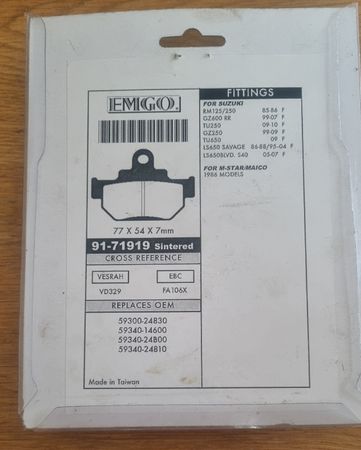 EMGO.
77 X 54 X 7mm
91-71919 Sintered
CROSS REFERENCE
VESRAH EBC
VD329 FA106X
REPLACES OEM
59300-24830
59340-14600
59340-24B00
59340-24810
Made in Taiwan
FITTINGS
FOR SUZUKI
RM125/250 85-86 F
GZ600 RR 99-07 F
TU250 09-10 F
GZ250 99-09 F
TU650 09 F
LS650 SAVAGE 86-88/95-04 F
LS650BLVD. S40 05-07 F
FOR M-STAR/MAICO
1986 MODELS